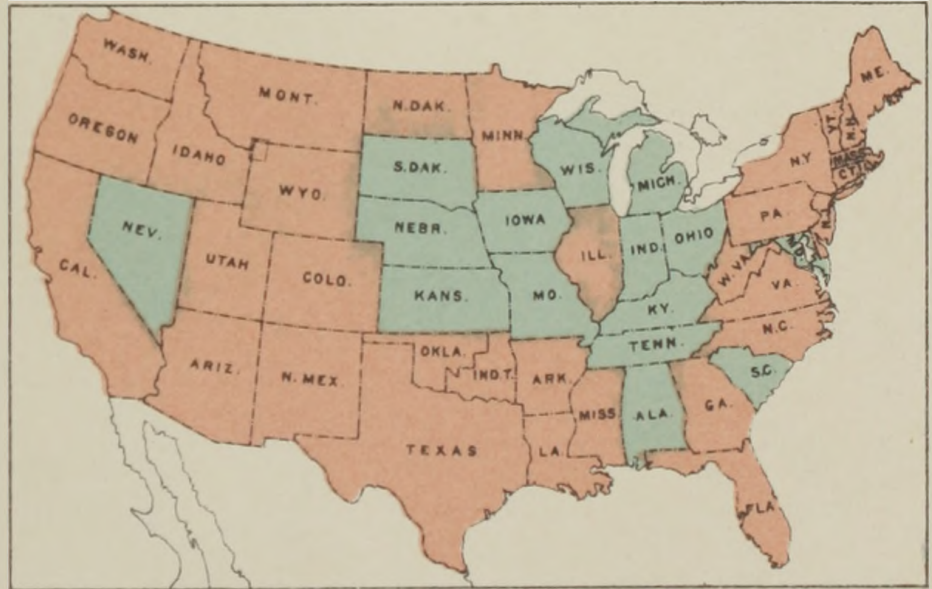 WASH.
MONT.
N.DAK.
MINN.
OREGON
IDAHO
WYO.
S.DAK.
WIS.
MICH.
ME.
VT.
N.H.
MASS.
CT.
N.Y
PA.
N.J.
NEV.
UTAH
COLO.
NEBR.
IOWA
ILL.
IND.
OHIO
W.VA.
VA.
CAL.
KANS.
MO.
KY.
N.C.
TENN.
S.C.
ARIZ.
N.MEX.
OKLA.
IND.T.
ARK.
MISS.
ALA.
GA.
TEXAS
LA.
FLA.